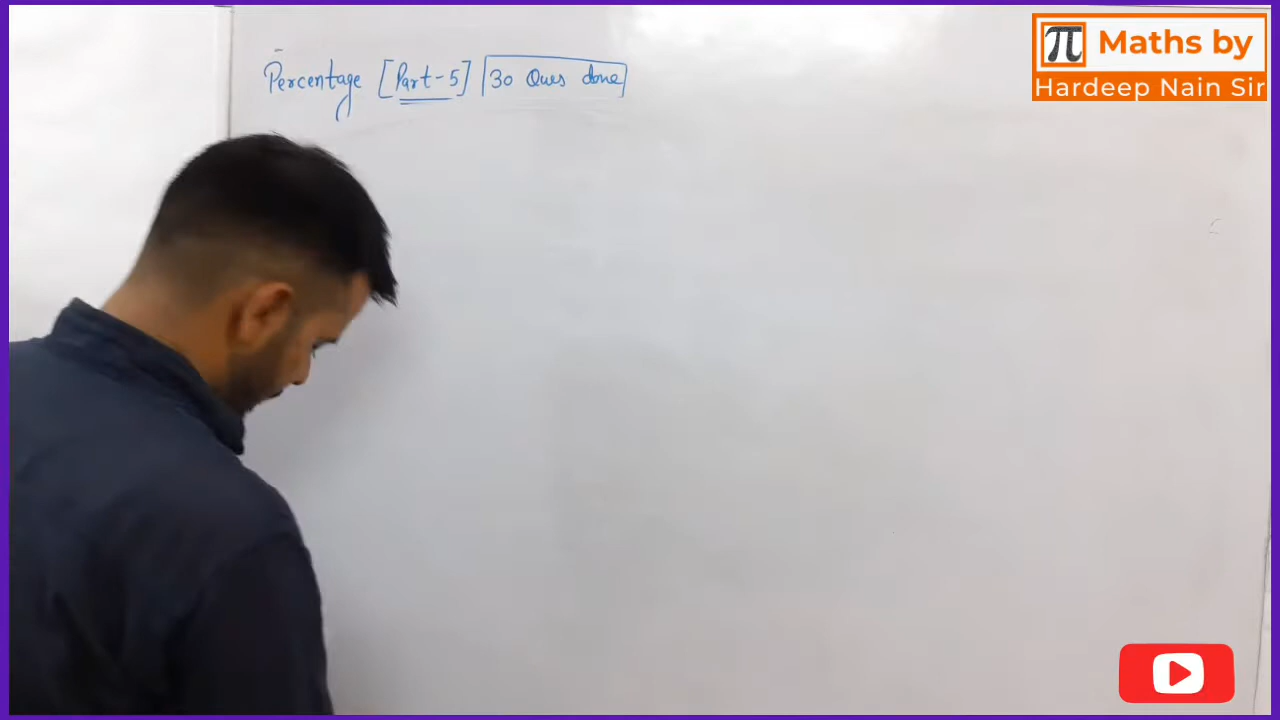 Percentage [Part-5] 30 Ques done
π Maths by
Hardeep Nain Sir